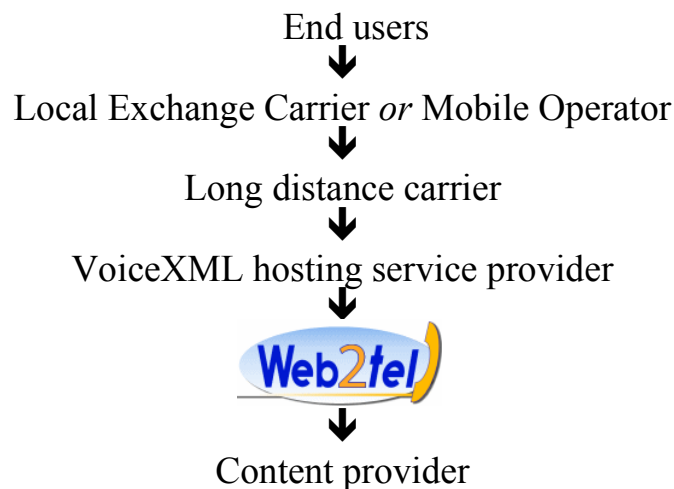 End users
Local Exchange Carrier or Mobile Operator
Long distance carrier
VoiceXML hosting service provider
Web2tel
Content provider